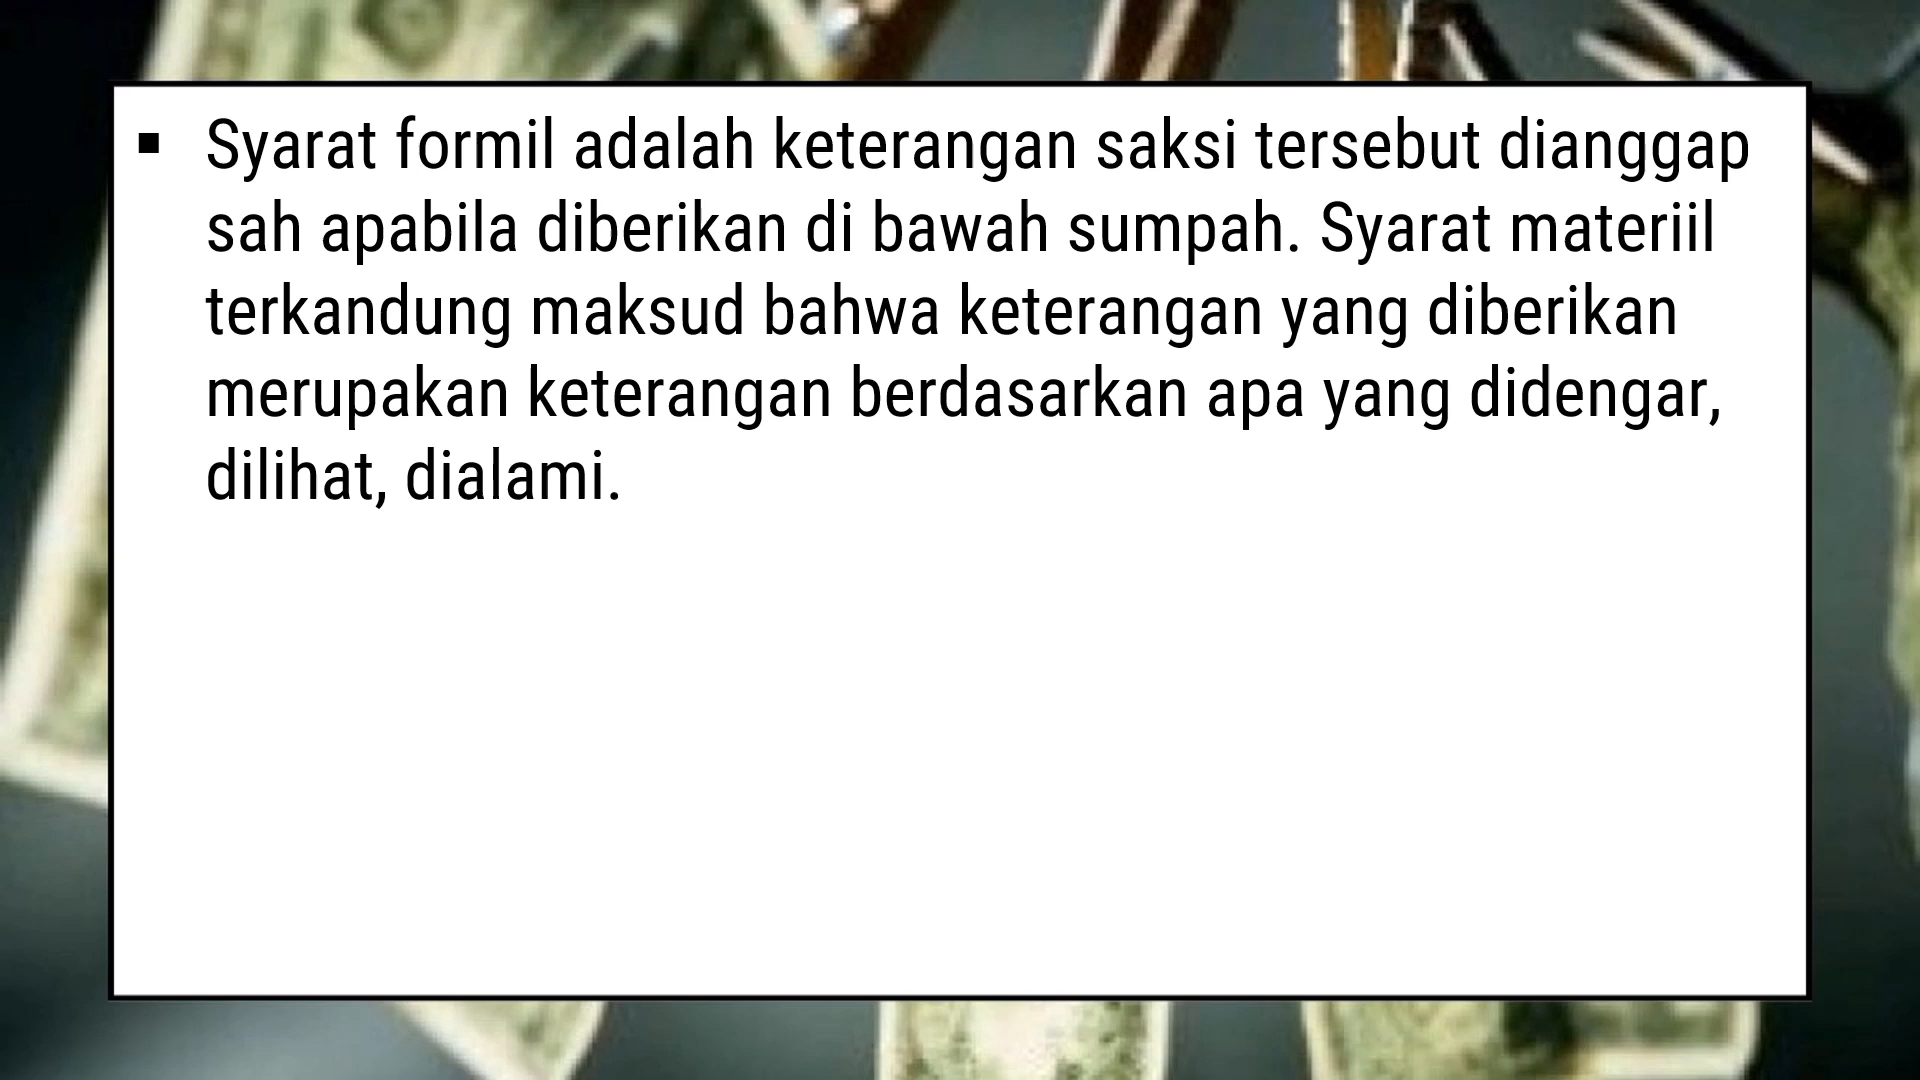 ▪ Syarat formil adalah keterangan saksi tersebut dianggap
sah apabila diberikan di bawah sumpah. Syarat materiil
terkandung maksud bahwa keterangan yang diberikan
merupakan keterangan berdasarkan apa yang didengar,
dilihat, dialami.